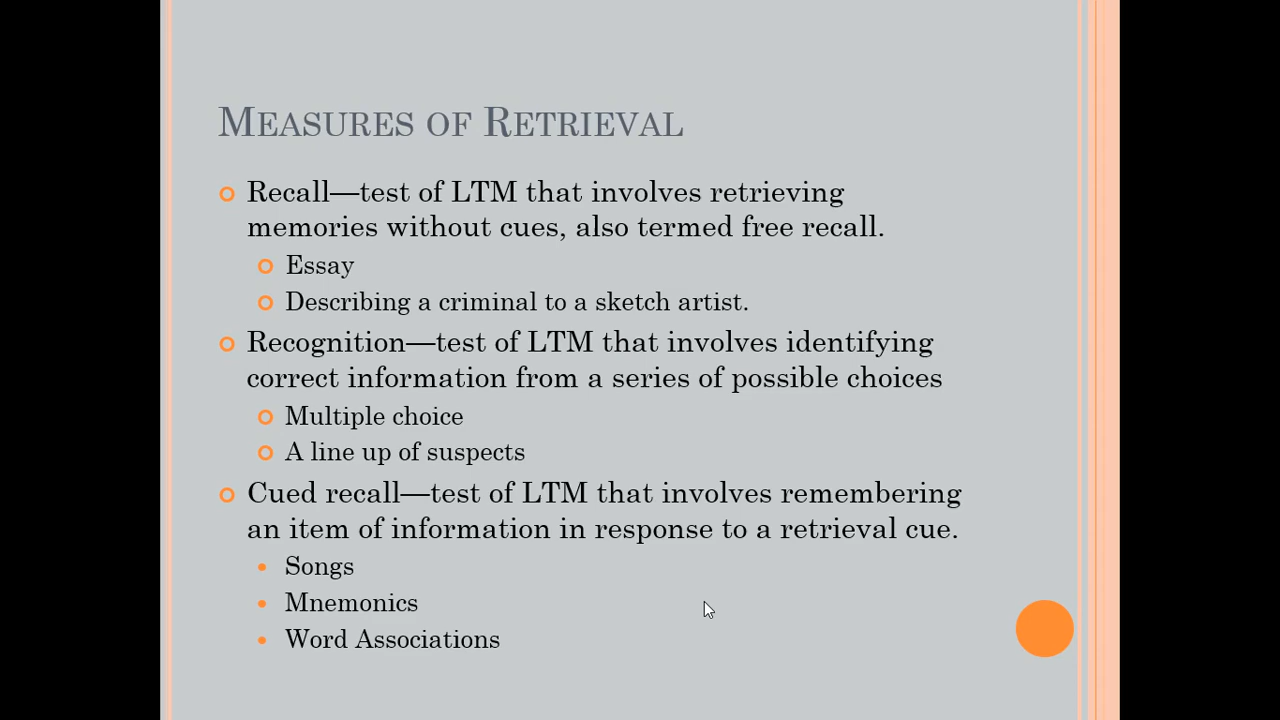 Measures of Retrieval
Recall—test of LTM that involves retrieving
memories without cues, also termed free recall.
Essay
Describing a criminal to a sketch artist.
Recognition—test of LTM that involves identifying
correct information from a series of possible choices
Multiple choice
A line up of suspects
Cued recall—test of LTM that involves remembering
an item of information in response to a retrieval cue.
Songs
Mnemonics
Word Associations